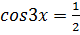 cos3x = 1/2